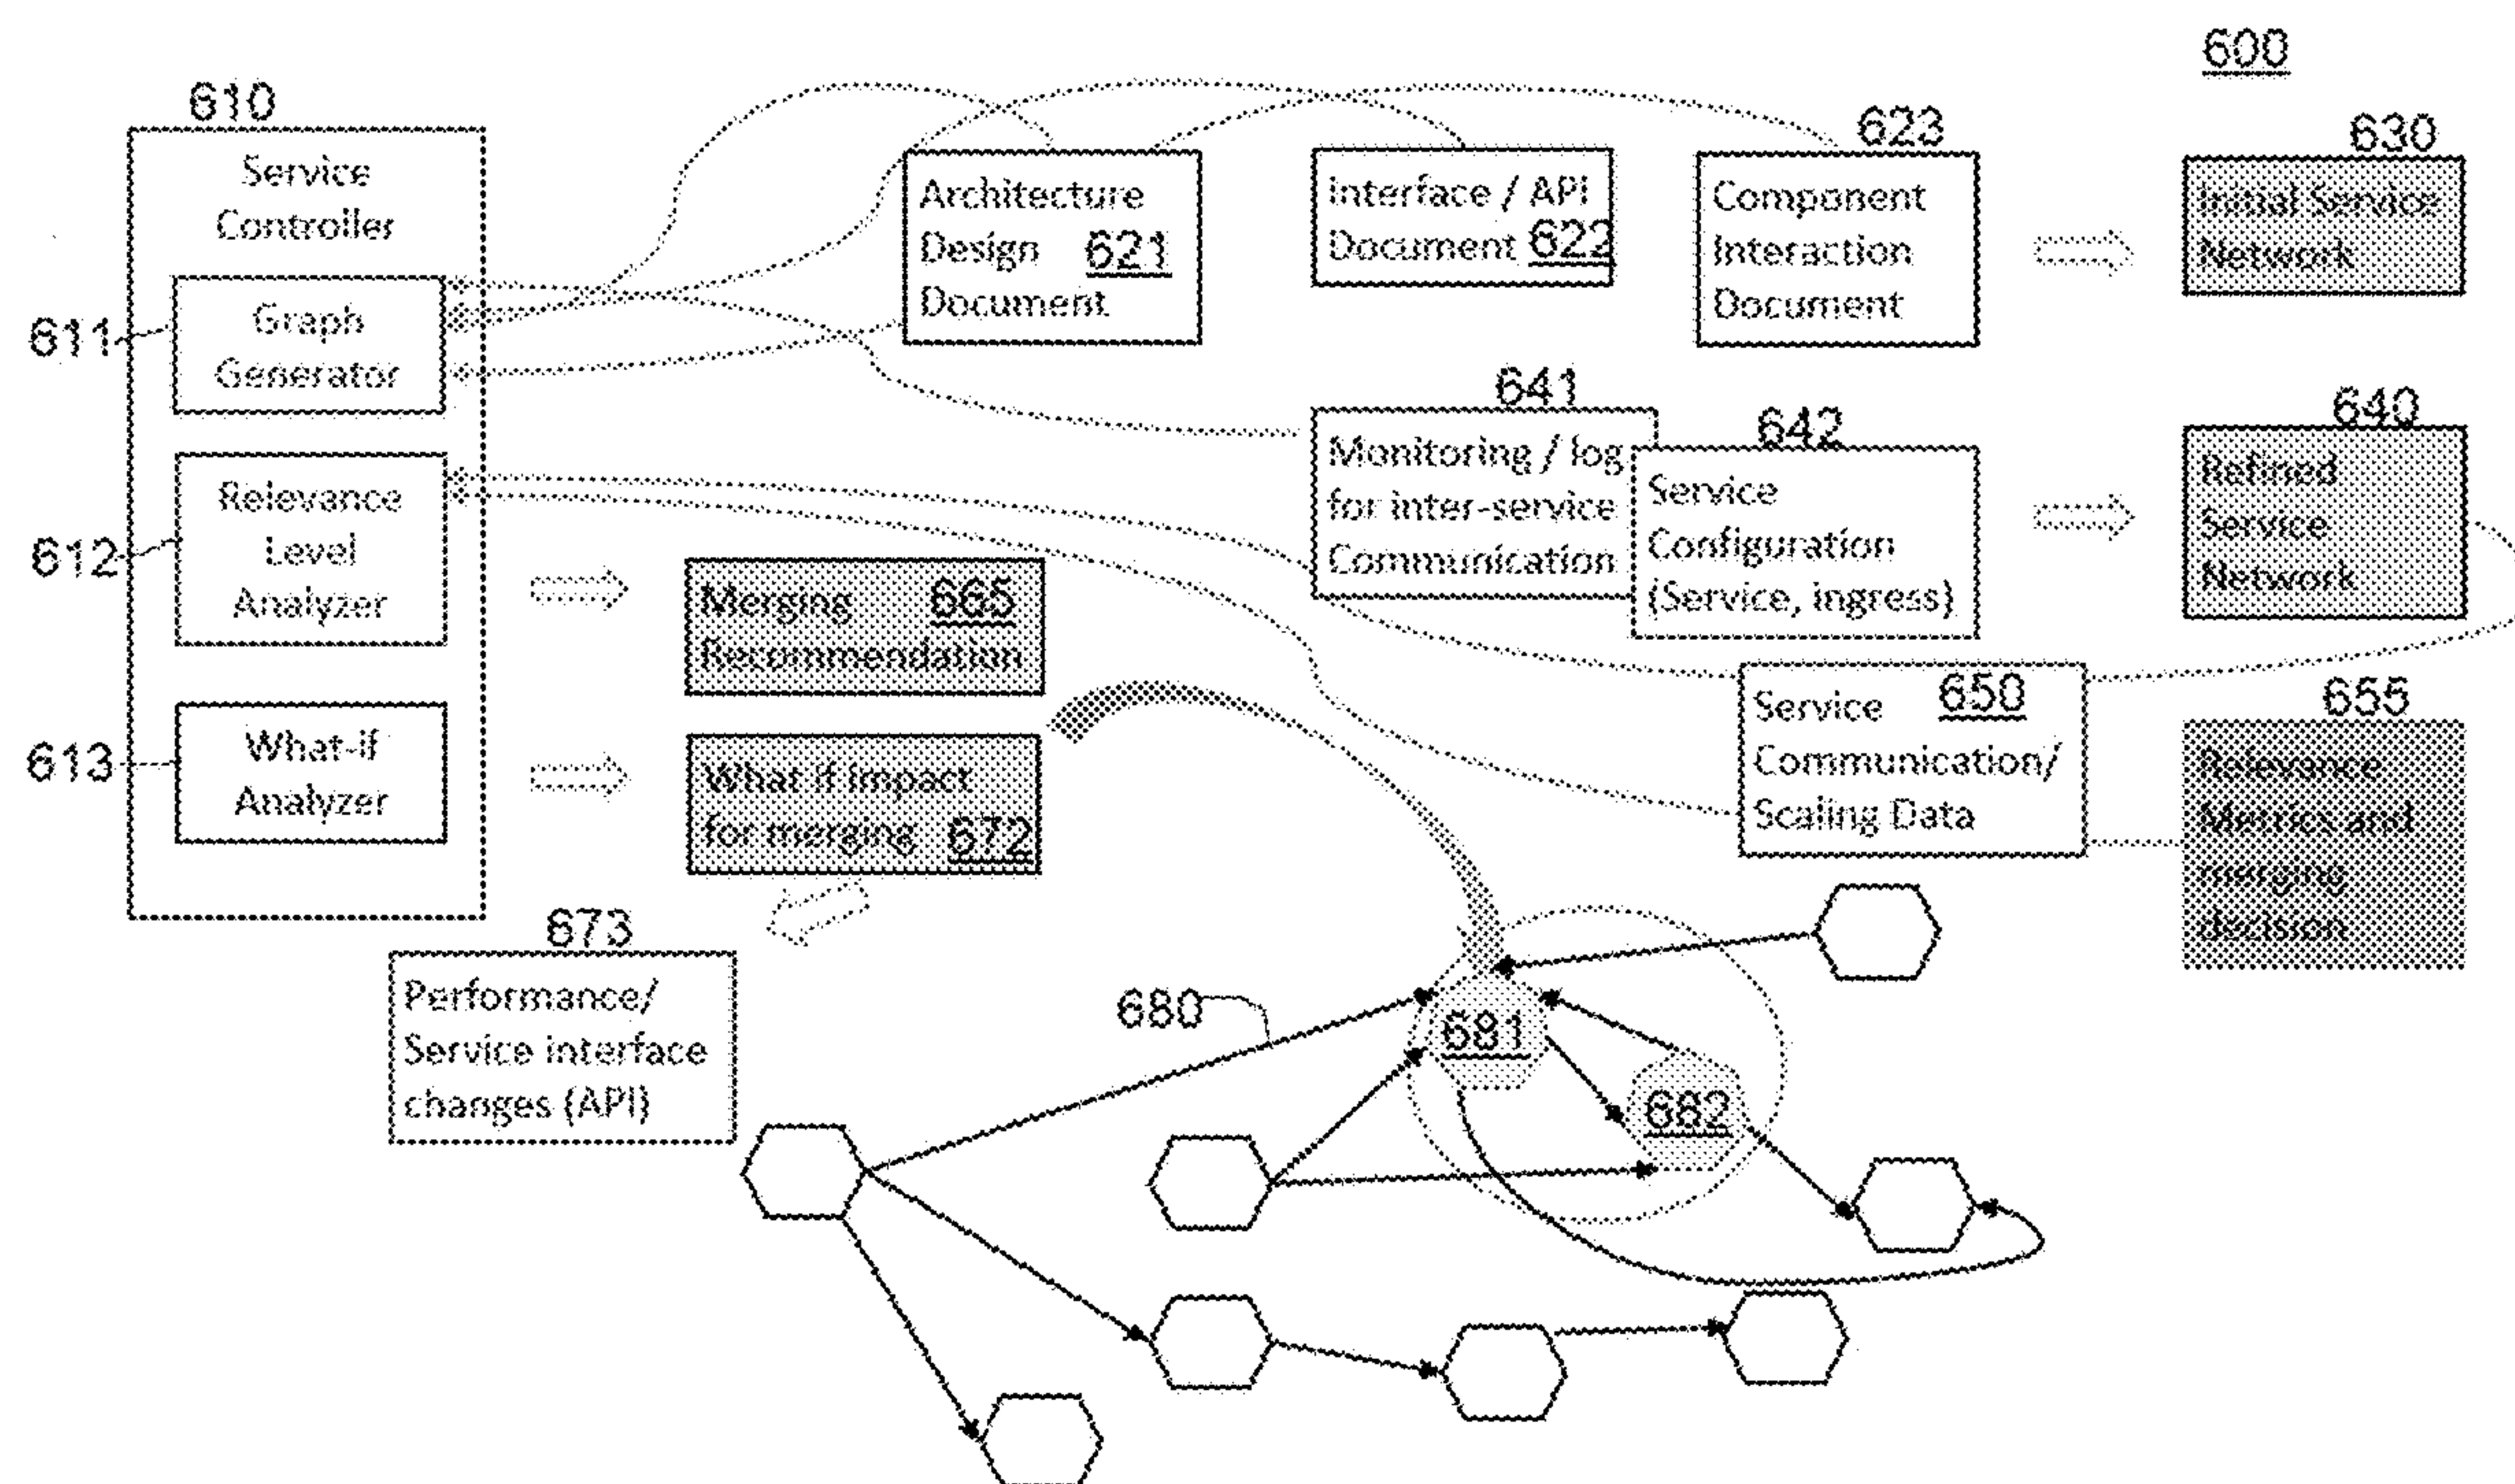 600
610
Service
Controller
611
Graph
Generator
612
Relevance
Level
Analyzer
613
What-if
Analyzer
Architecture
Design 621
Document
Interface / API
Document 622
623
Component
Interaction
Document
630
Initial Service
Network
641
Monitoring / log
for inter-service
Communication
642
Service
Configuration
(Service, ingress)
640
Refined
Service
Network
Merging 665
Recommendation
Service 650
Communication/
Scaling Data
655
Relevance
Metrics and
merging
decision
What if Impact
for merging 672
673
Performance/
Service interface
changes (API)
680
681
682